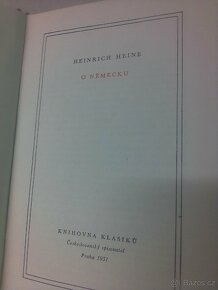 HEINRICH HEINE
O NĚMECKU
KNIHOVNA KLASIKŮ
Československý spisovatel
Praha 1951